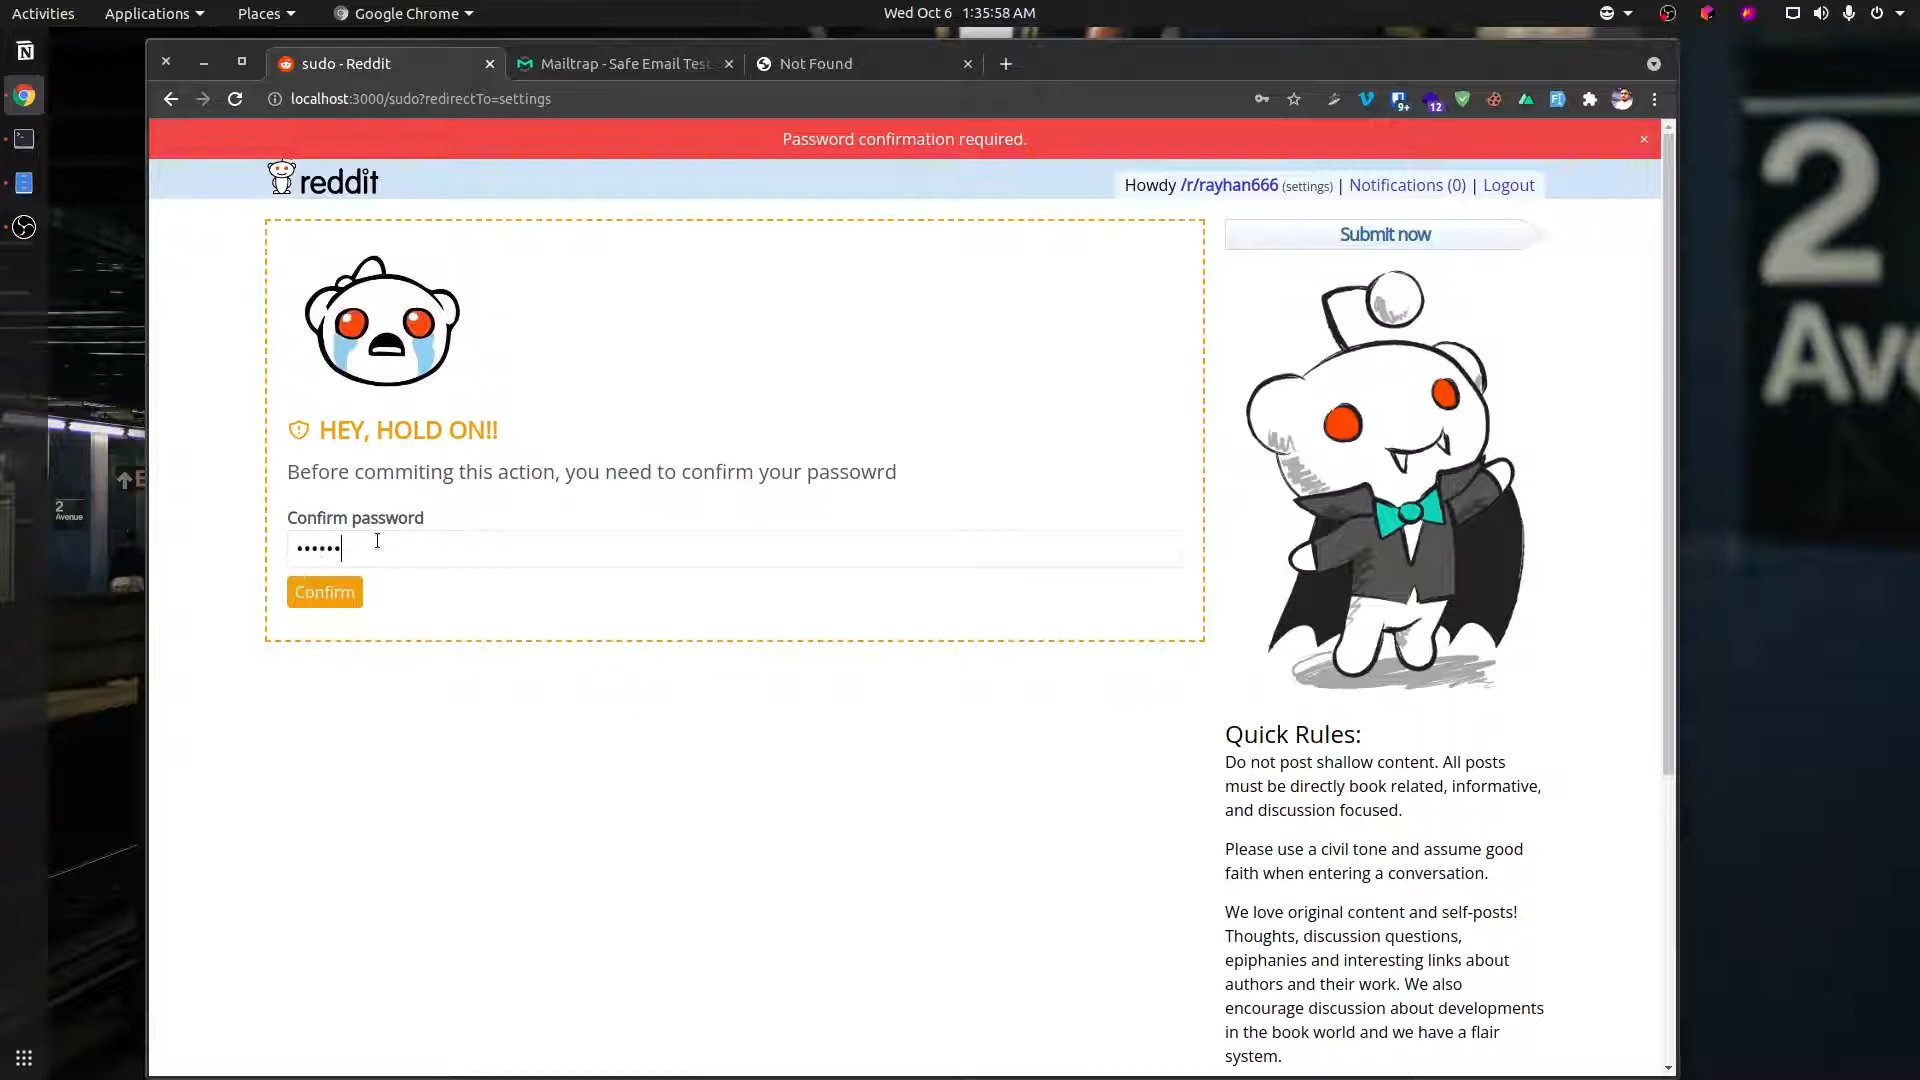 Activities Applications Places Google Chrome Wed Oct 6 1:35:58 AM
sudo - Reddit Mailtrap - Safe Email Test Not Found
localhost:3000/sudo?redirectTo=settings
9+
12
Password confirmation required.
reddit
Howdy /r/rayhan666 (settings) | Notifications (0) | Logout
Submit now
HEY, HOLD ON!!
Before commiting this action, you need to confirm your passowrd
Confirm password
••••••
Confirm
Quick Rules:
Do not post shallow content. All posts
must be directly book related, informative,
and discussion focused.
Please use a civil tone and assume good
faith when entering a conversation.
We love original content and self-posts!
Thoughts, discussion questions,
epiphanies and interesting links about
authors and their work. We also
encourage discussion about developments
in the book world and we have a flair
system.
2
Avenue
2
Ave